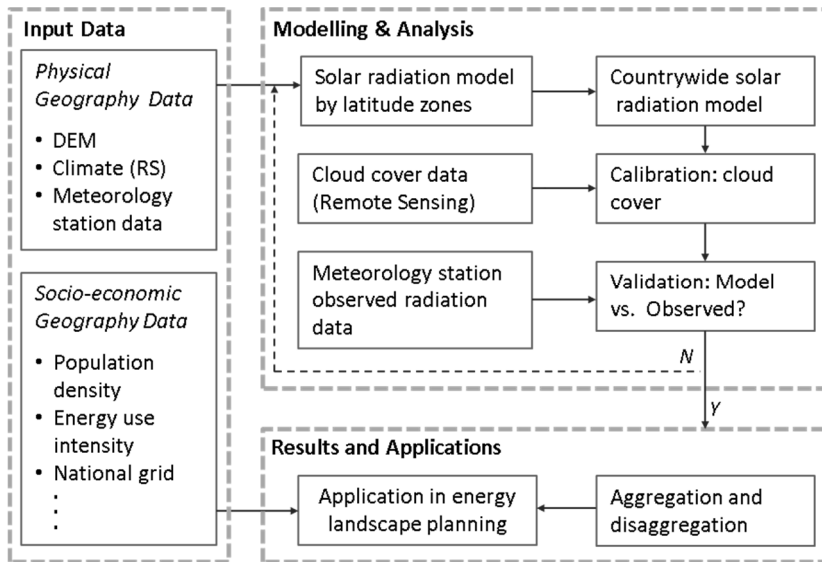 Input Data
Physical
Geography Data
• DEM
• Climate (RS)
• Meteorology
station data
Socio-economic
Geography Data
• Population
density
• Energy use
intensity
• National grid
Modelling & Analysis
Solar radiation model
by latitude zones
Countrywide solar
radiation model
Cloud cover data
(Remote Sensing)
Calibration: cloud
cover
Meteorology station
observed radiation
data
Validation: Model
vs. Observed?
N
Y
Results and Applications
Application in energy
landscape planning
Aggregation and
disaggregation